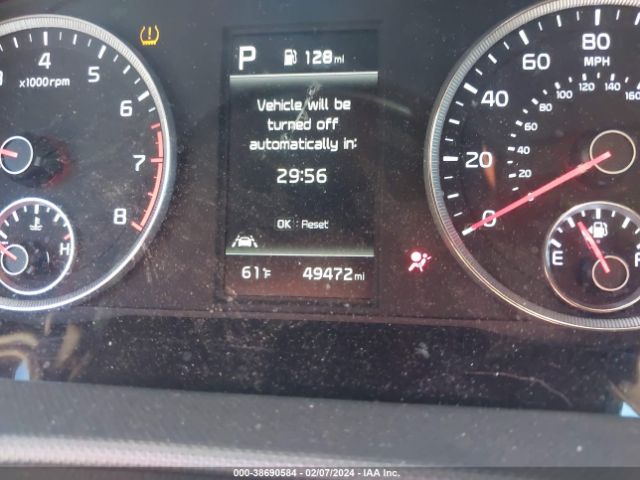 P 128mi
Vehicle will be
turned off
automatically in:
29:56
OK : Reset
61°F 49472mi
3 4 5 6 7 8
x1000rpm
H
0 20 40 60 80
MPH
20 40 60 80 100 120 140 160
E F
000-38690584 - 02/07/2024 - IAA Inc.